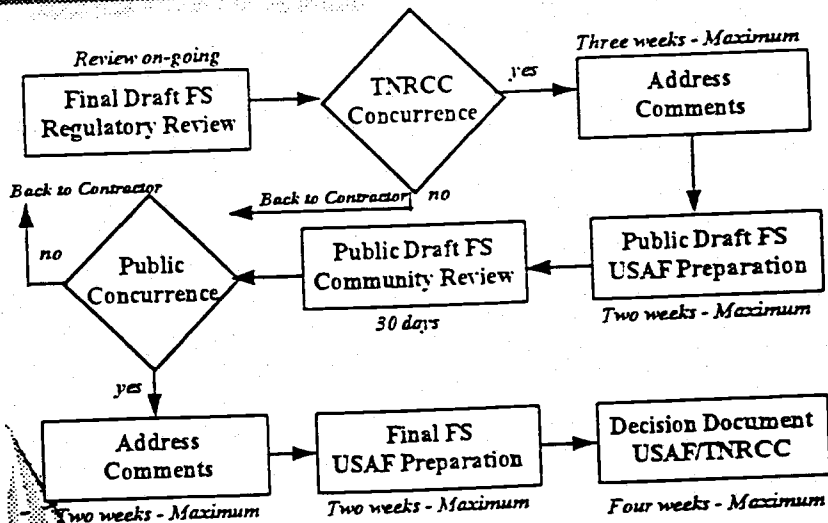 Review on-going
Final Draft FS
Regulatory Review
TNRCC
Concurrence
yes
Three weeks - Maximum
Address
Comments
no
Back to Contractor
Back to Contractor
no
Public
Concurrence
Public Draft FS
Community Review
30 days
Public Draft FS
USAF Preparation
Two weeks - Maximum
yes
Address
Comments
Two weeks - Maximum
Final FS
USAF Preparation
Two weeks - Maximum
Decision Document
USAF/TNRCC
Four weeks - Maximum